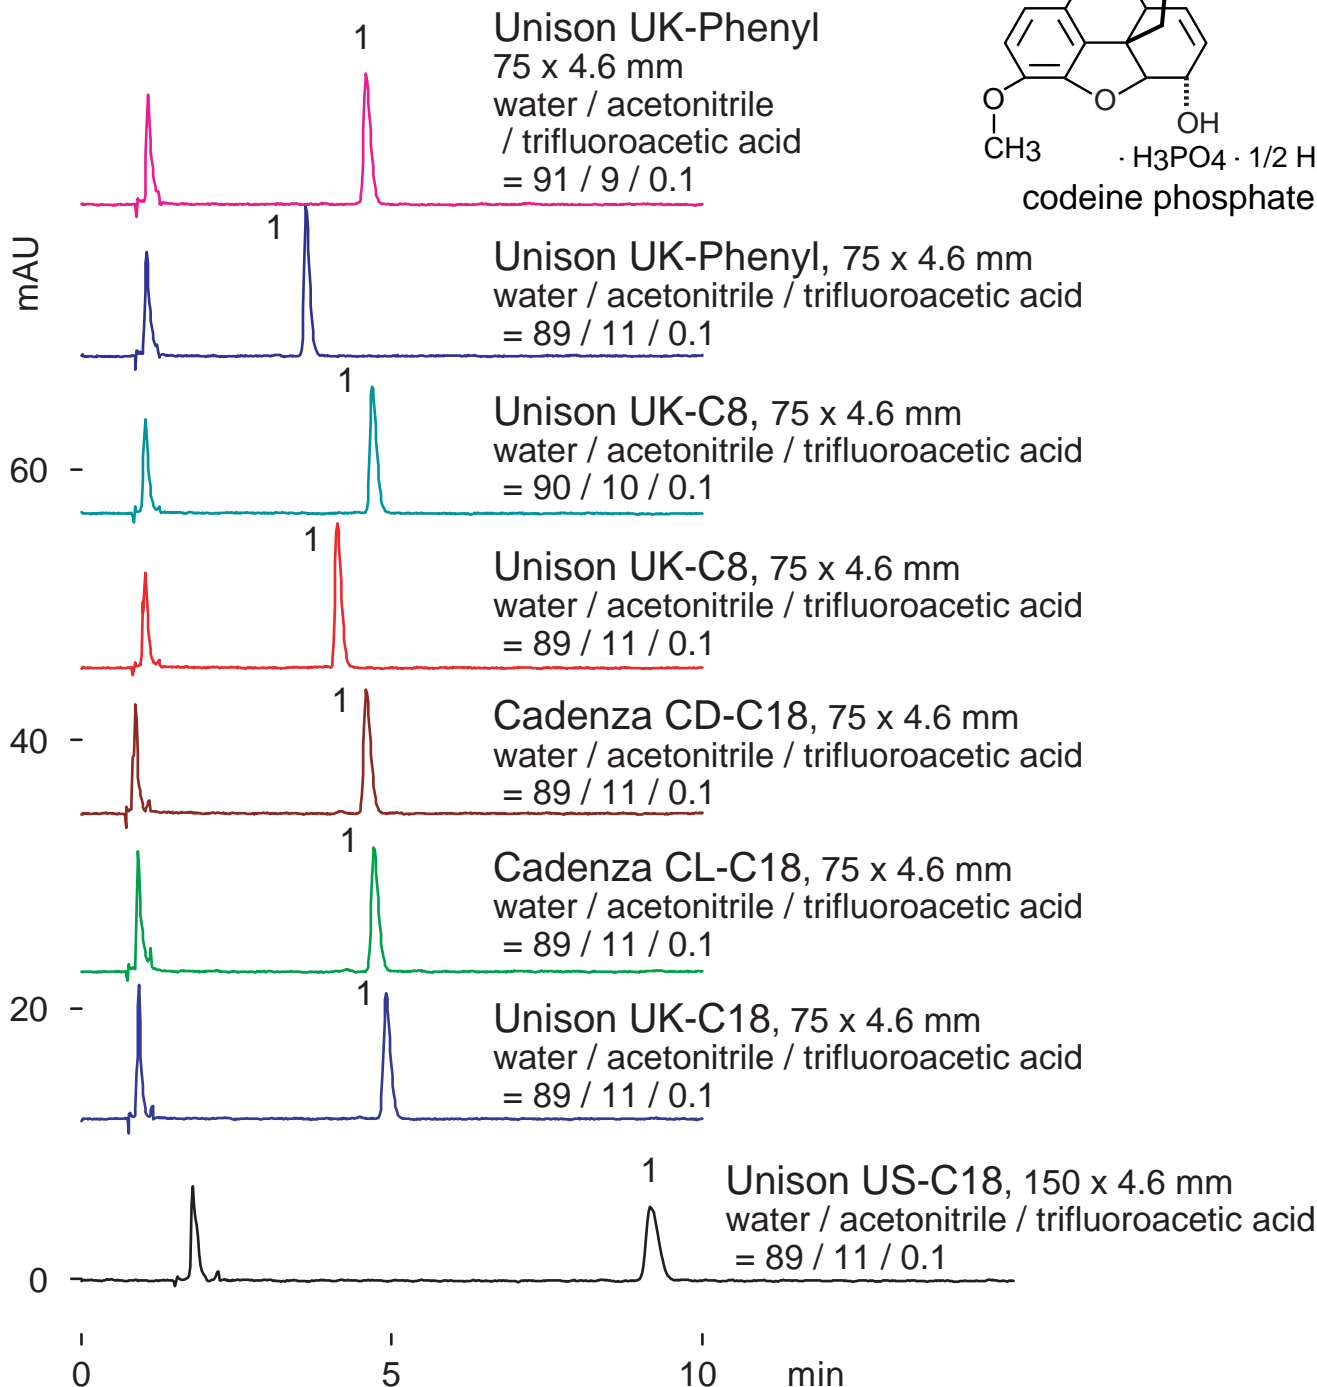 1
Unison UK-Phenyl
75 x 4.6 mm
water / acetonitrile
/ trifluoroacetic acid
= 91 / 9 / 0.1
O
O
OH
CH3
· H3PO4 · 1/2 H
codeine phosphate
mAU
1
Unison UK-Phenyl, 75 x 4.6 mm
water / acetonitrile / trifluoroacetic acid
= 89 / 11 / 0.1
1
Unison UK-C8, 75 x 4.6 mm
water / acetonitrile / trifluoroacetic acid
60
= 90 / 10 / 0.1
1
Unison UK-C8, 75 x 4.6 mm
water / acetonitrile / trifluoroacetic acid
= 89 / 11 / 0.1
1
Cadenza CD-C18, 75 x 4.6 mm
40
water / acetonitrile / trifluoroacetic acid
= 89 / 11 / 0.1
1
Cadenza CL-C18, 75 x 4.6 mm
water / acetonitrile / trifluoroacetic acid
= 89 / 11 / 0.1
1
20
Unison UK-C18, 75 x 4.6 mm
water / acetonitrile / trifluoroacetic acid
= 89 / 11 / 0.1
1
Unison US-C18, 150 x 4.6 mm
water / acetonitrile / trifluoroacetic acid
= 89 / 11 / 0.1
0
0 5 10 min